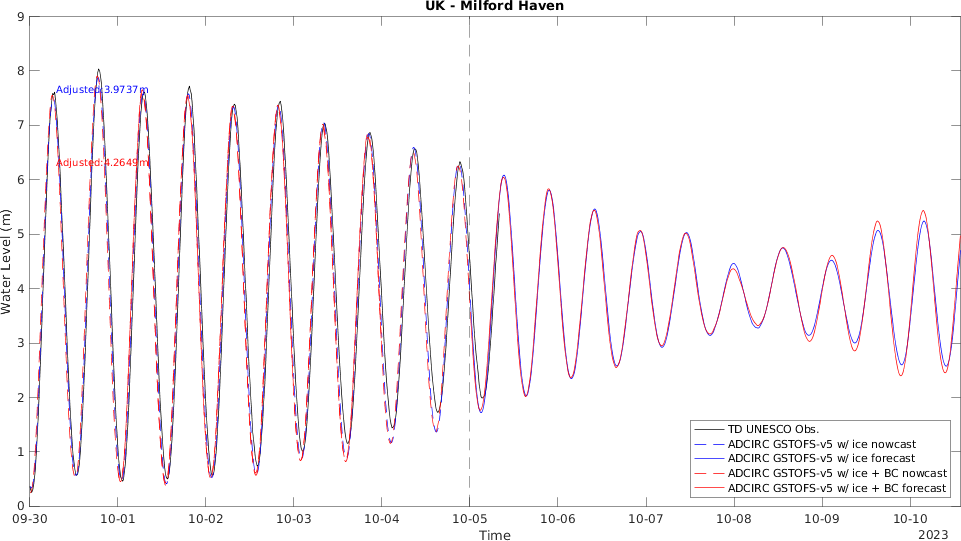 UK - Milford Haven
9
8
7
6
5
4
3
2
1
0
Water Level (m)
Adjusted:3.9737m
Adjusted:4.2649m
TD UNESCO Obs.
ADCIRC GSTOFS-v5 w/ ice nowcast
ADCIRC GSTOFS-v5 w/ ice forecast
ADCIRC GSTOFS-v5 w/ ice + BC nowcast
ADCIRC GSTOFS-v5 w/ ice + BC forecast
09-30 10-01 10-02 10-03 10-04 10-05 10-06 10-07 10-08 10-09 10-10
Time
2023